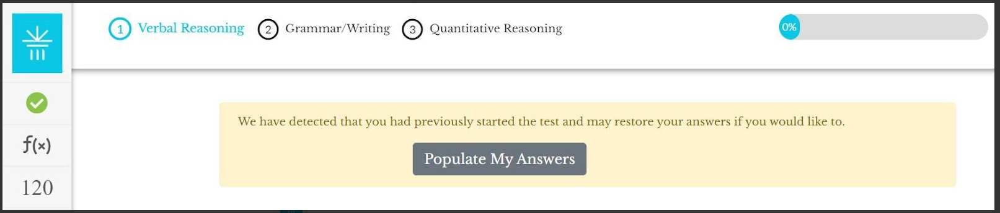 1 Verbal Reasoning 2 Grammar/Writing 3 Quantitative Reasoning 0%
We have detected that you had previously started the test and may restore your answers if you would like to.
f(x)
Populate My Answers
120